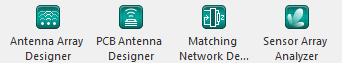 Antenna Array
Designer
PCB Antenna
Designer
Matching
Network De...
Sensor Array
Analyzer